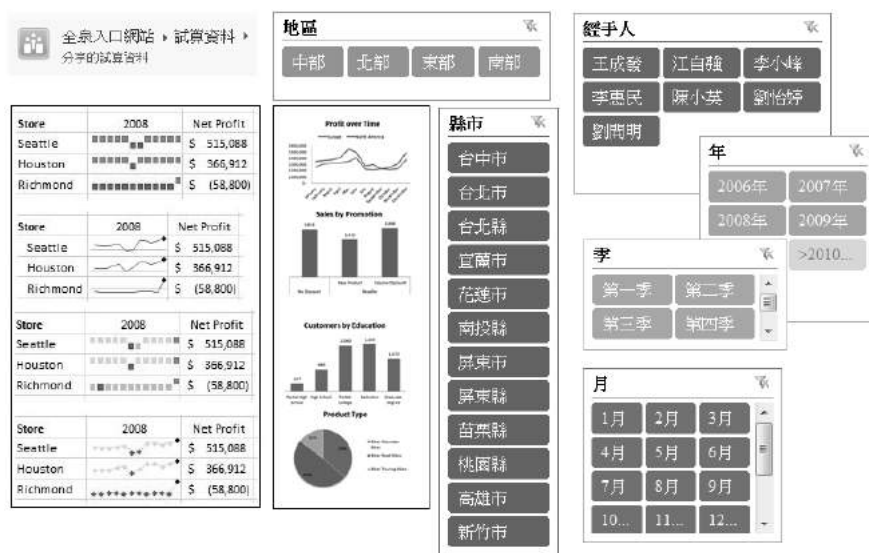 全泉入口網站 ▸ 試算資料 ▸
分享的試算資料
Store 2008 Net Profit
Seattle $ 515,088
Houston $ 366,912
Richmond $ (58,800)
Store 2008 Net Profit
Seattle $ 515,088
Houston $ 366,912
Richmond $ (58,800)
Store 2008 Net Profit
Seattle $ 515,088
Houston $ 366,912
Richmond $ (58,800)
Store 2008 Net Profit
Seattle $ 515,088
Houston $ 366,912
Richmond $ (58,800)
地區
中部 北部 東部 南部
Profit over Time
Sales by Promotion
No Discount
New Product
Customers by Education
Product Type
縣市
台中市
台北市
台北縣
宜蘭市
花蓮市
南投縣
屏東市
屏東縣
苗栗縣
桃園縣
高雄市
新竹市
經手人
王成發 江自強 李小峰
李惠民 陳小英 劉怡婷
劉問明
年
2006年 2007年
2008年 2009年
>2010...
季
第一季 第二季
第三季 第四季
月
1月 2月 3月
4月 5月 6月
7月 8月 9月
10... 11... 12...